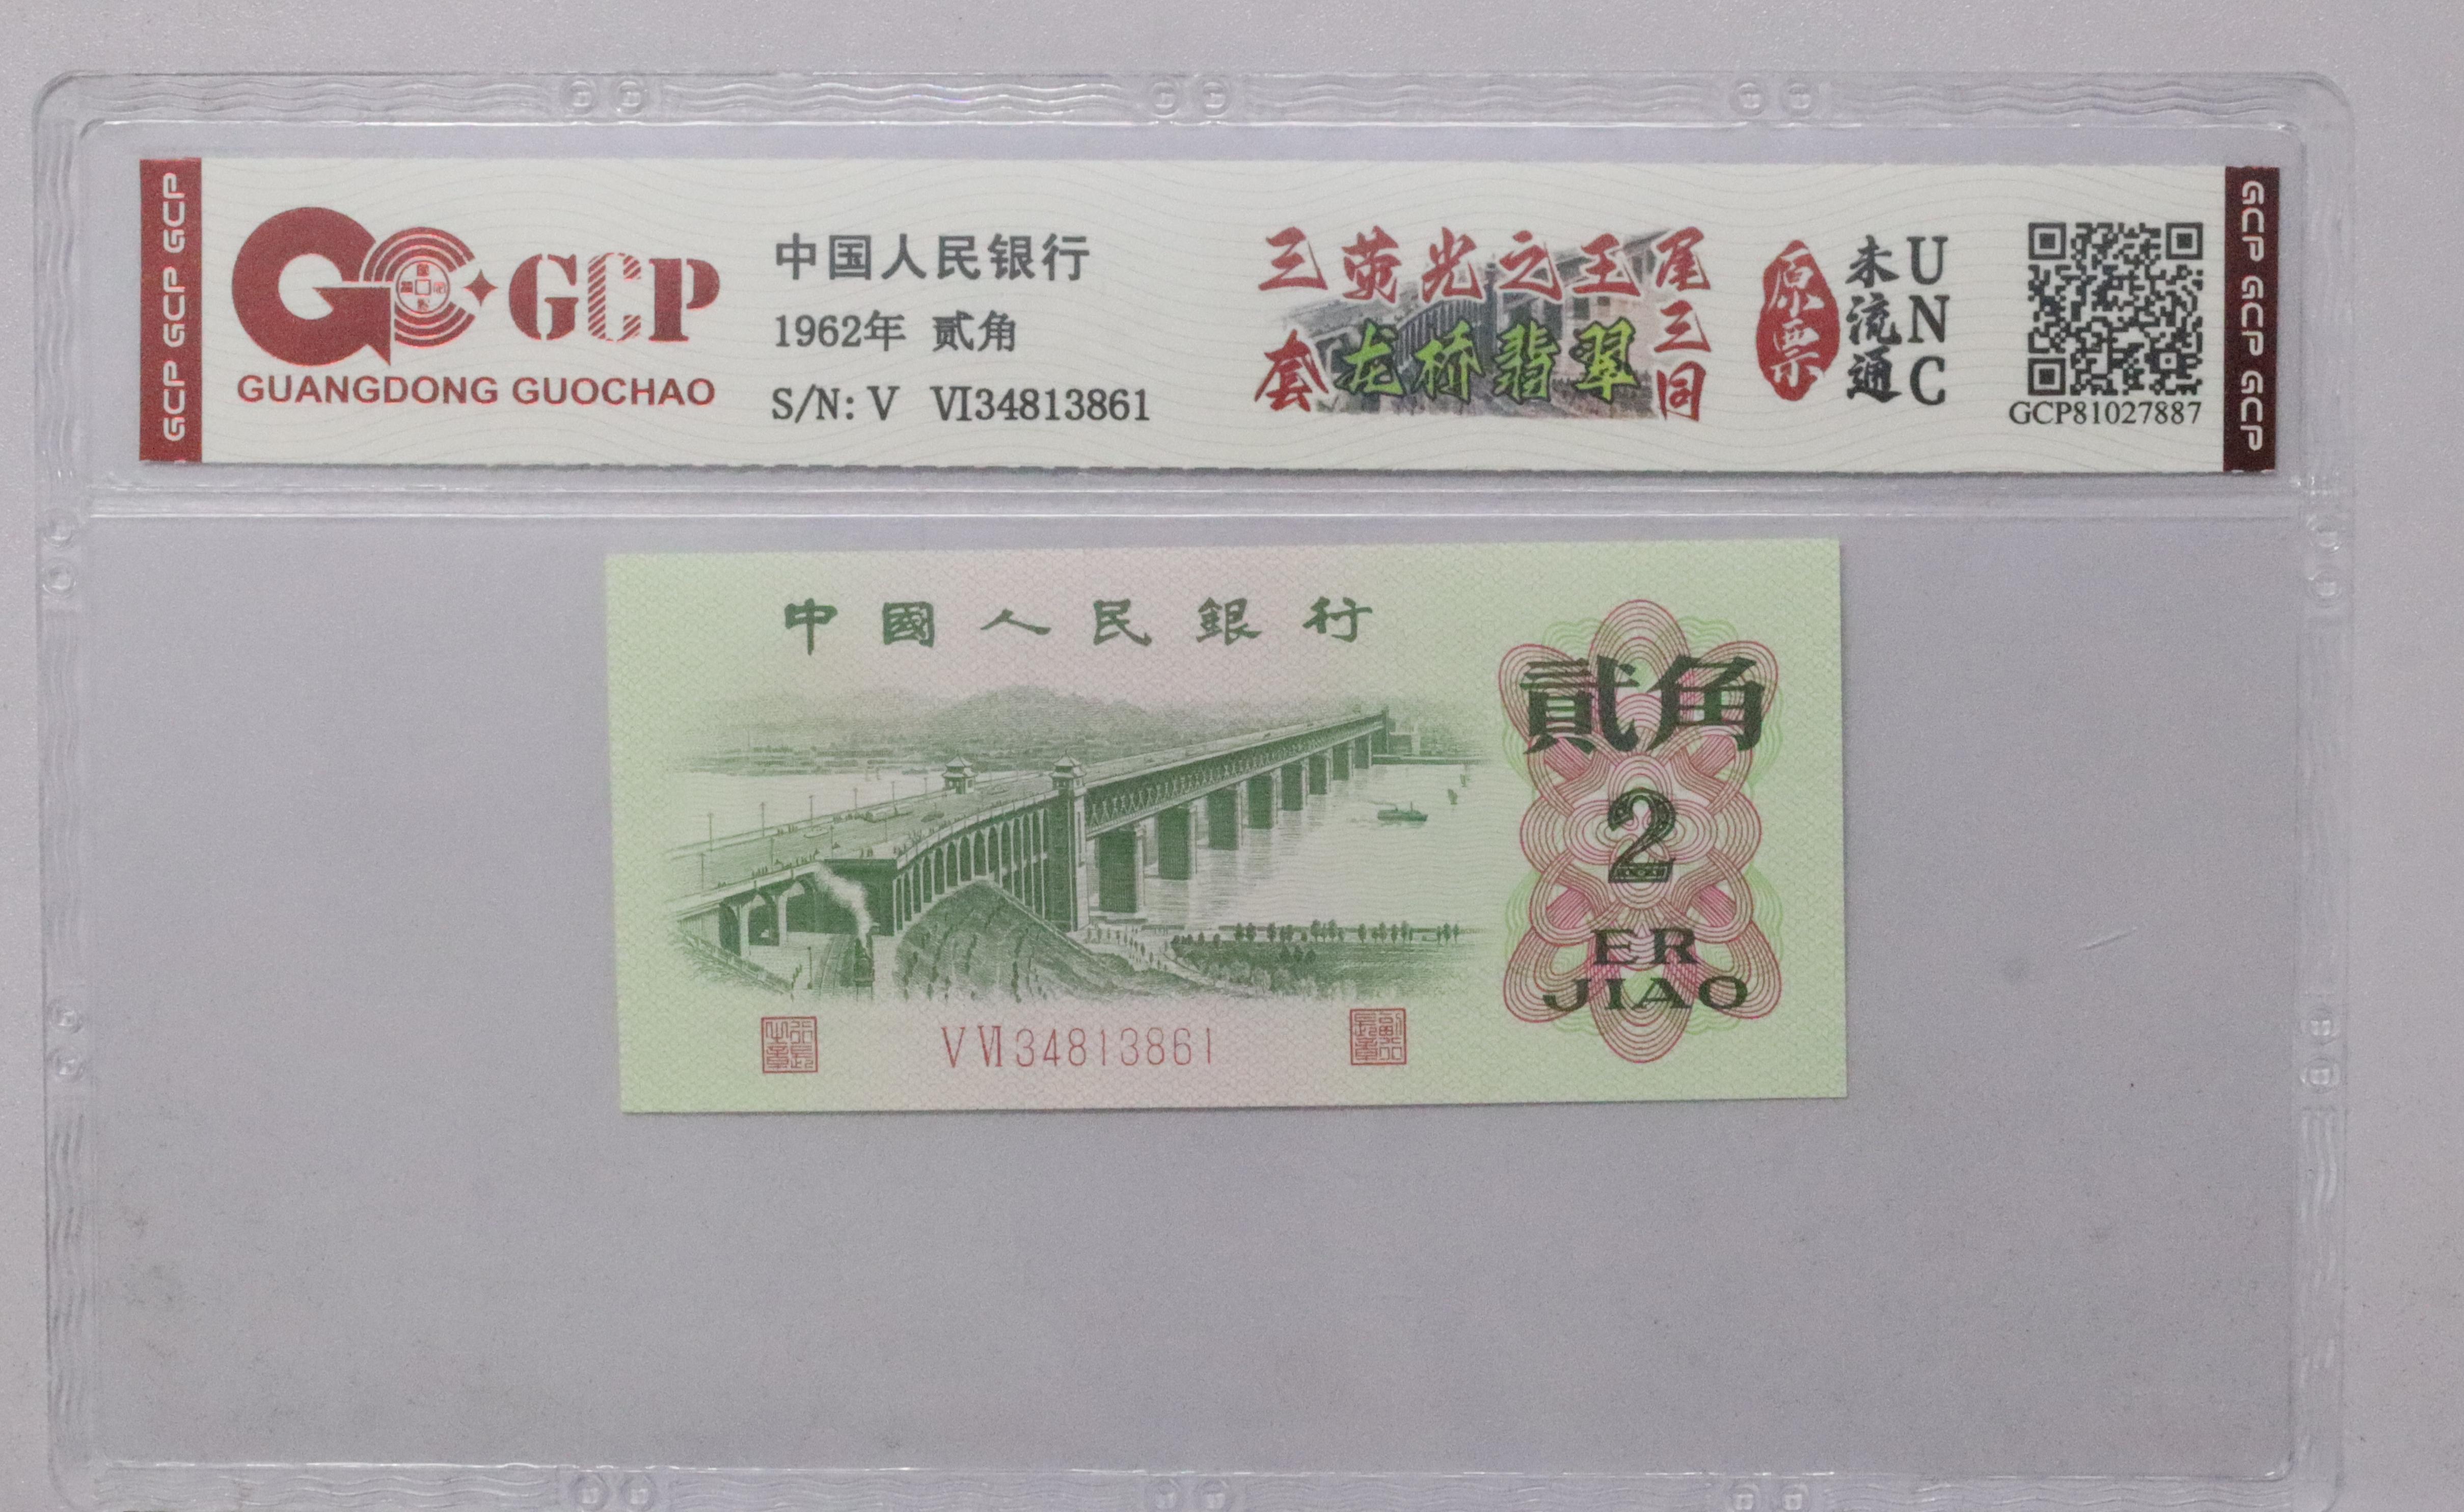 GCP GCP GCP
GCP
GUANGDONG GUOCHAO
中国人民银行
1962年 贰角
S/N: V VI34813861
三套
荧光之王
龙桥翡翠
尾三同
原票
未流通
UNC
GCP81027887
GCP GCP GCP
中國人民銀行
貳角
2
ER
JIAO
V VI 34813861